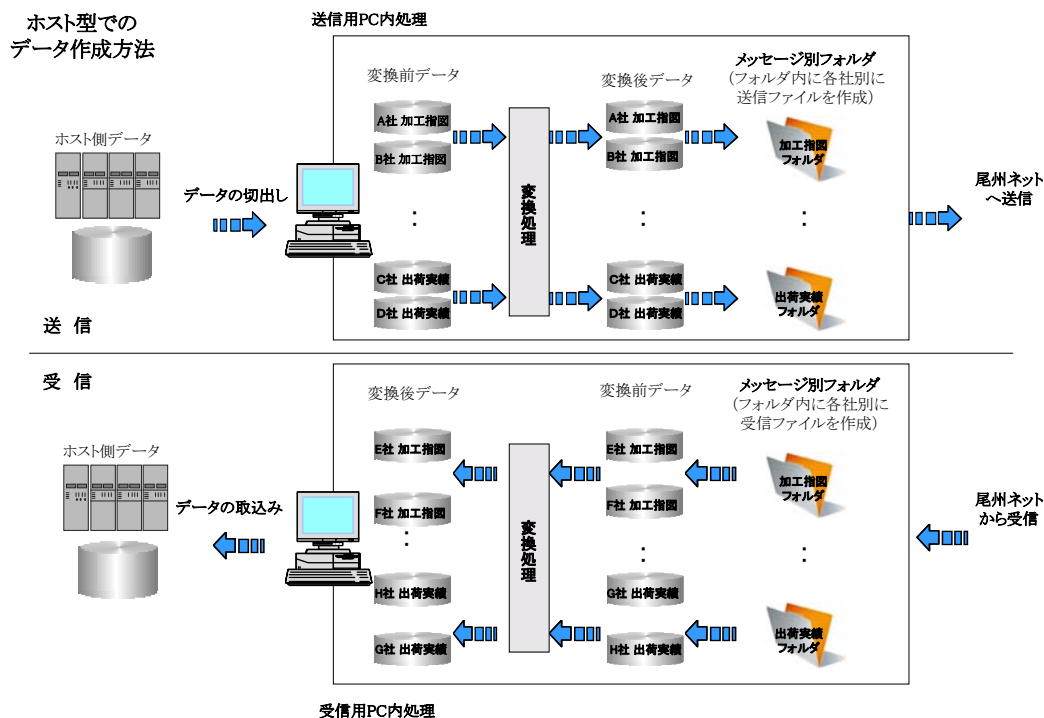 ホスト型での
データ作成方法
送信用PC内処理
変換前データ
変換後データ
メッセージ別フォルダ
(フォルダ内に各社別に
送信ファイルを作成)
ホスト側データ
A社 加工指図
B社 加工指図
A社 加工指図
B社 加工指図
加工指図
フォルダ
データの切出し
:
変換処理
:
:
尾州ネット
へ送信
C社 出荷実績
D社 出荷実績
C社 出荷実績
D社 出荷実績
出荷実績
フォルダ
送 信
受 信
変換後データ
変換前データ
メッセージ別フォルダ
(フォルダ内に各社別に
受信ファイルを作成)
ホスト側データ
E社 加工指図
F社 加工指図
E社 加工指図
F社 加工指図
加工指図
フォルダ
データの取込み
:
変換処理
:
:
尾州ネット
から受信
H社 出荷実績
G社 出荷実績
G社 出荷実績
H社 出荷実績
出荷実績
フォルダ
受信用PC内処理